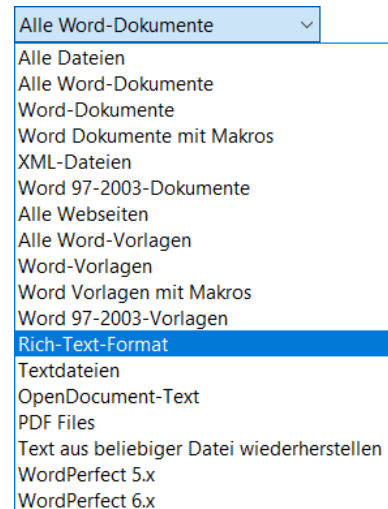 Alle Word-Dokumente
Alle Dateien
Alle Word-Dokumente
Word-Dokumente
Word Dokumente mit Makros
XML-Dateien
Word 97-2003-Dokumente
Alle Webseiten
Alle Word-Vorlagen
Word-Vorlagen
Word Vorlagen mit Makros
Word 97-2003-Vorlagen
Rich-Text-Format
Textdateien
OpenDocument-Text
PDF Files
Text aus beliebiger Datei wiederherstellen
WordPerfect 5.x
WordPerfect 6.x